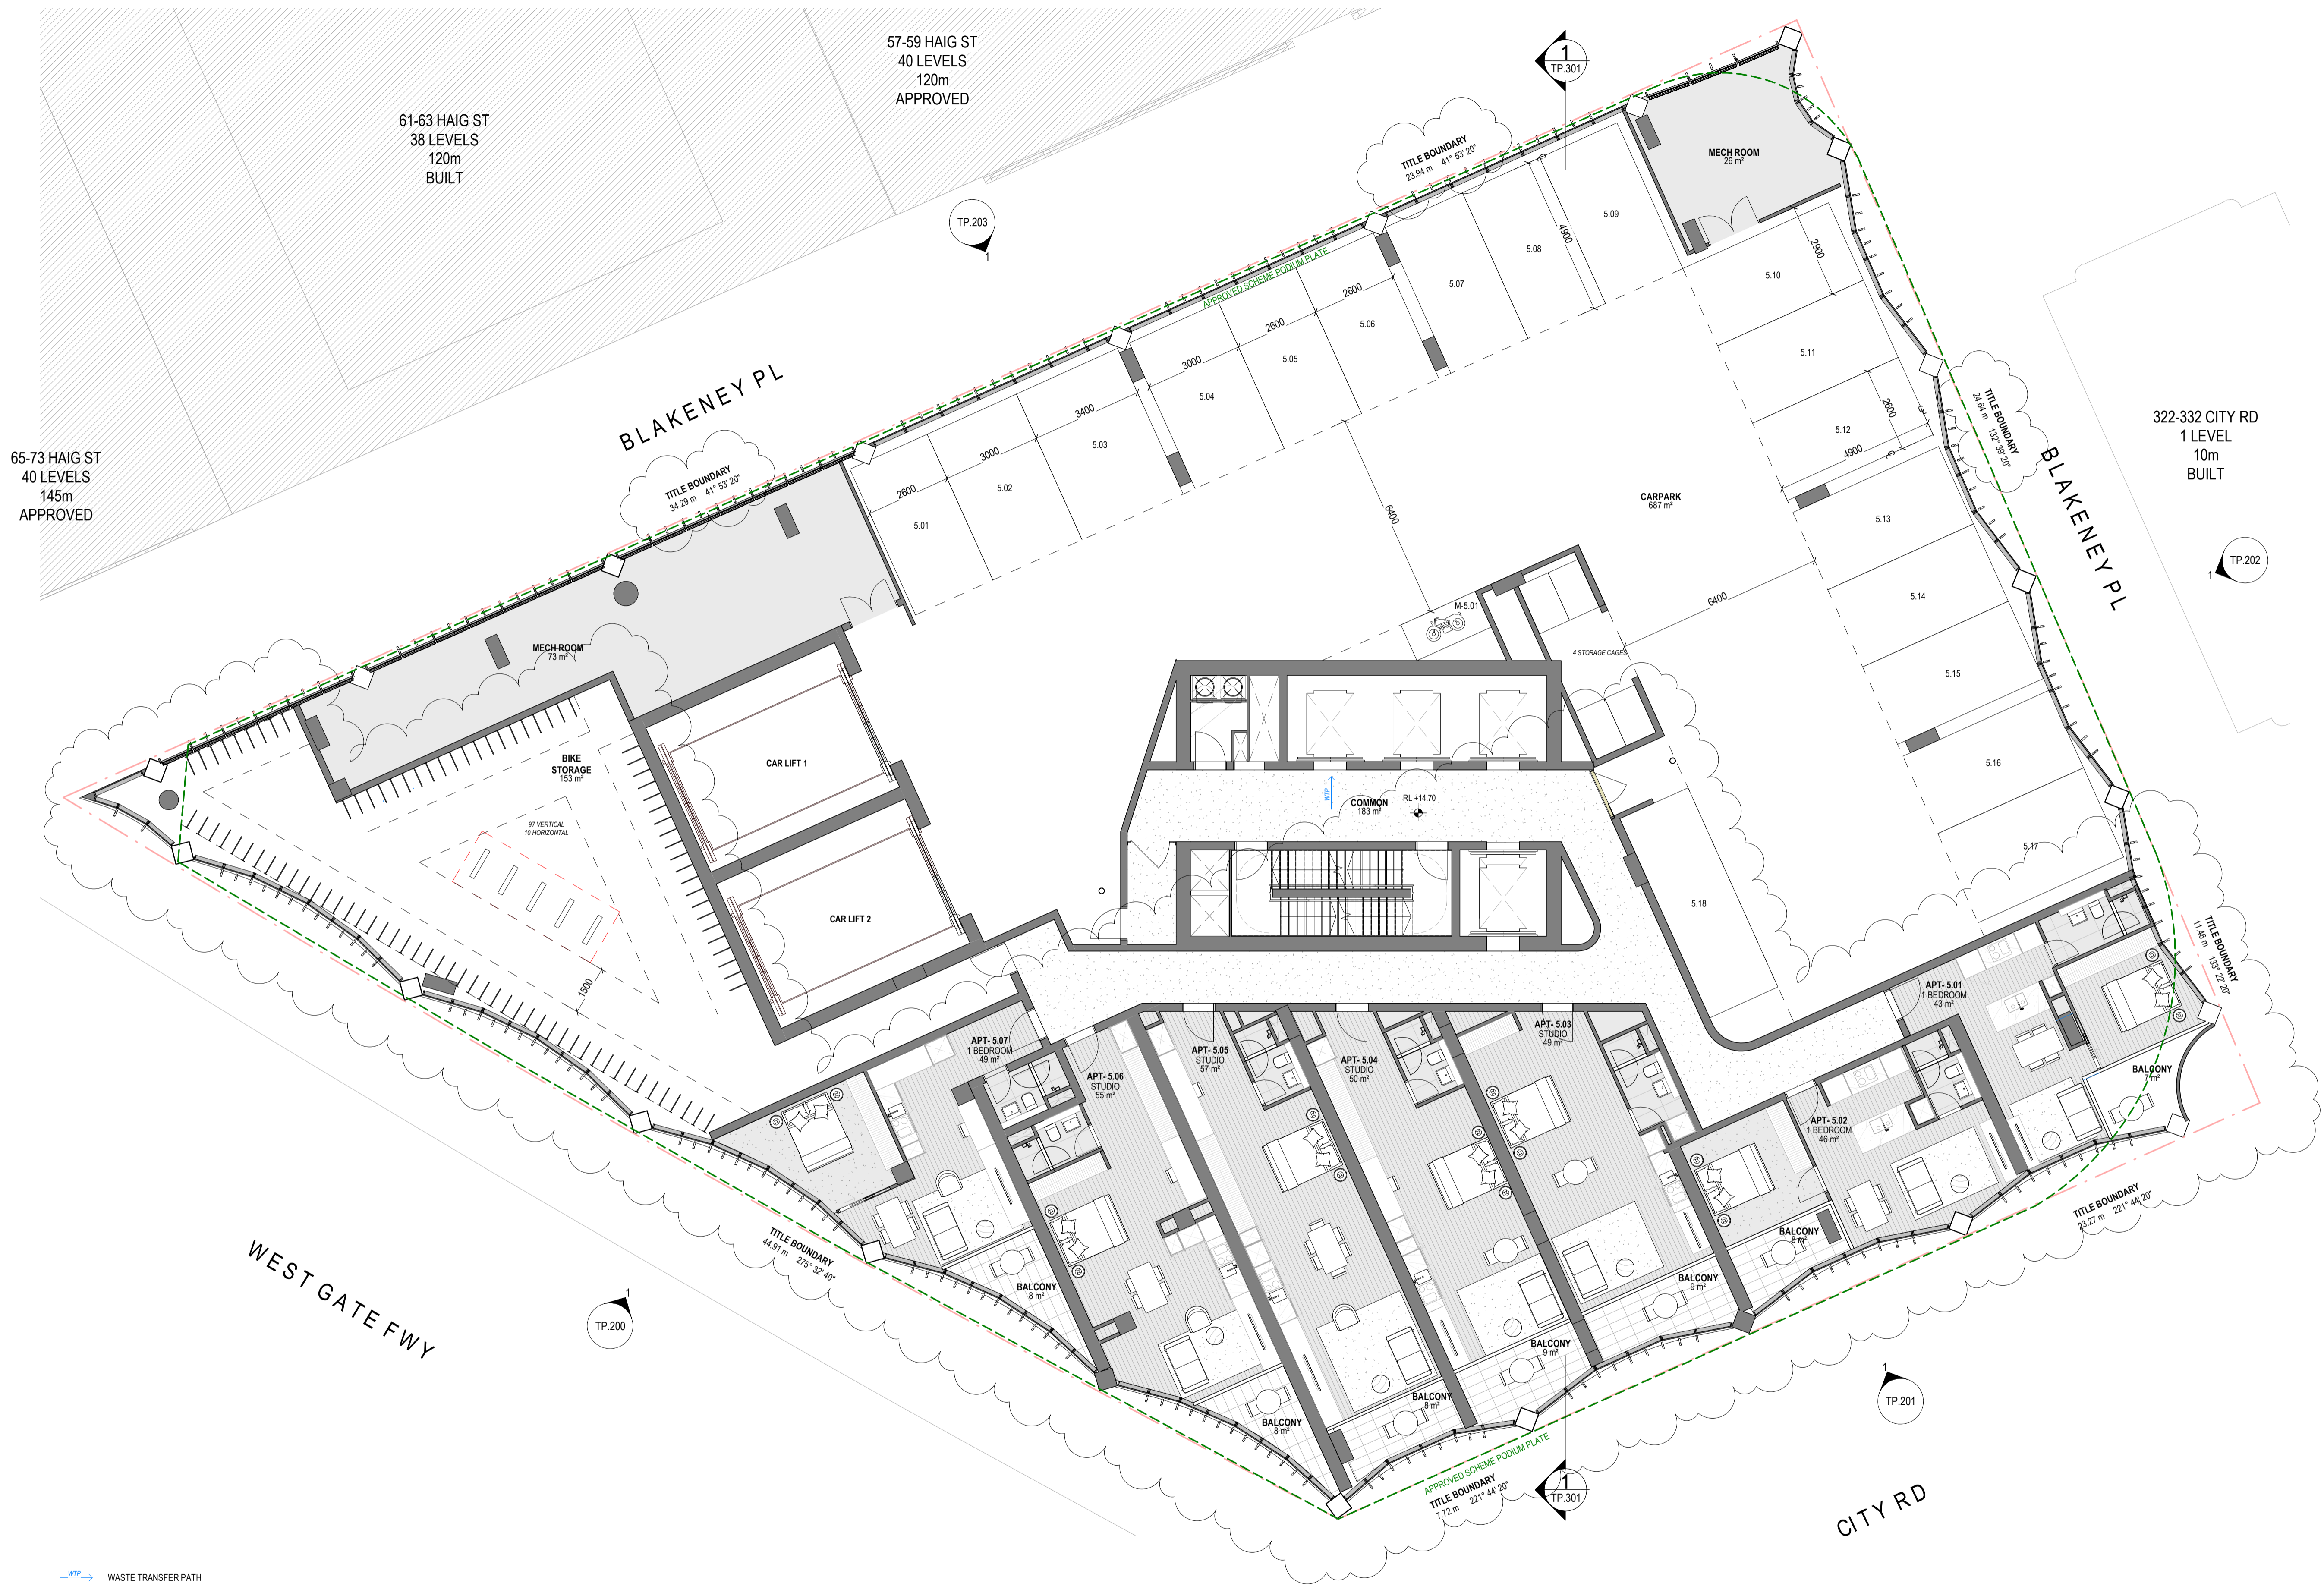 57-59 HAIG ST
40 LEVELS
120m
APPROVED
1
TP.301
61-63 HAIG ST
38 LEVELS
120m
BUILT
TITLE BOUNDARY
23.94 m 41° 53' 20"
MECH ROOM
26 m²
TP.203
1
5.09
4900
5.08
5.07
APPROVED SCHEME PODIUM PLATE
2600
5.06
2600
5.05
3000
5.04
3400
5.03
3000
5.02
2600
5.01
2900
5.10
5.11
2600
5.12
4900
5.13
5.14
5.15
5.16
5.17
5.18
BLAKENEY PL
TITLE BOUNDARY
34.29 m 41° 53' 20"
65-73 HAIG ST
40 LEVELS
145m
APPROVED
TITLE BOUNDARY
24.64 m 132° 39' 20"
322-332 CITY RD
1 LEVEL
10m
BUILT
BLAKENEY PL
TP.202
1
CARPARK
687 m²
6400
6400
M-5.01
4 STORAGE CAGES
MECH ROOM
73 m²
BIKE
STORAGE
153 m²
97 VERTICAL
10 HORIZONTAL
1500
CAR LIFT 1
CAR LIFT 2
WTP
COMMON
183 m²
RL +14.70
TITLE BOUNDARY
11.46 m 133° 22' 20"
APT- 5.01
1 BEDROOM
43 m²
BALCONY
7 m²
APT- 5.02
1 BEDROOM
46 m²
BALCONY
8 m²
APT- 5.03
STUDIO
49 m²
BALCONY
9 m²
APT- 5.04
STUDIO
50 m²
BALCONY
9 m²
APT- 5.05
STUDIO
57 m²
BALCONY
8 m²
APT- 5.06
STUDIO
55 m²
BALCONY
8 m²
APT- 5.07
1 BEDROOM
49 m²
BALCONY
8 m²
TITLE BOUNDARY
23.27 m 221° 44' 20"
TITLE BOUNDARY
44.91 m 275° 32' 40"
WEST GATE FWY
1
TP.200
1
TP.201
APPROVED SCHEME PODIUM PLATE
TITLE BOUNDARY
7.72 m 221° 44' 20"
1
TP.301
CITY RD
WTP
WASTE TRANSFER PATH